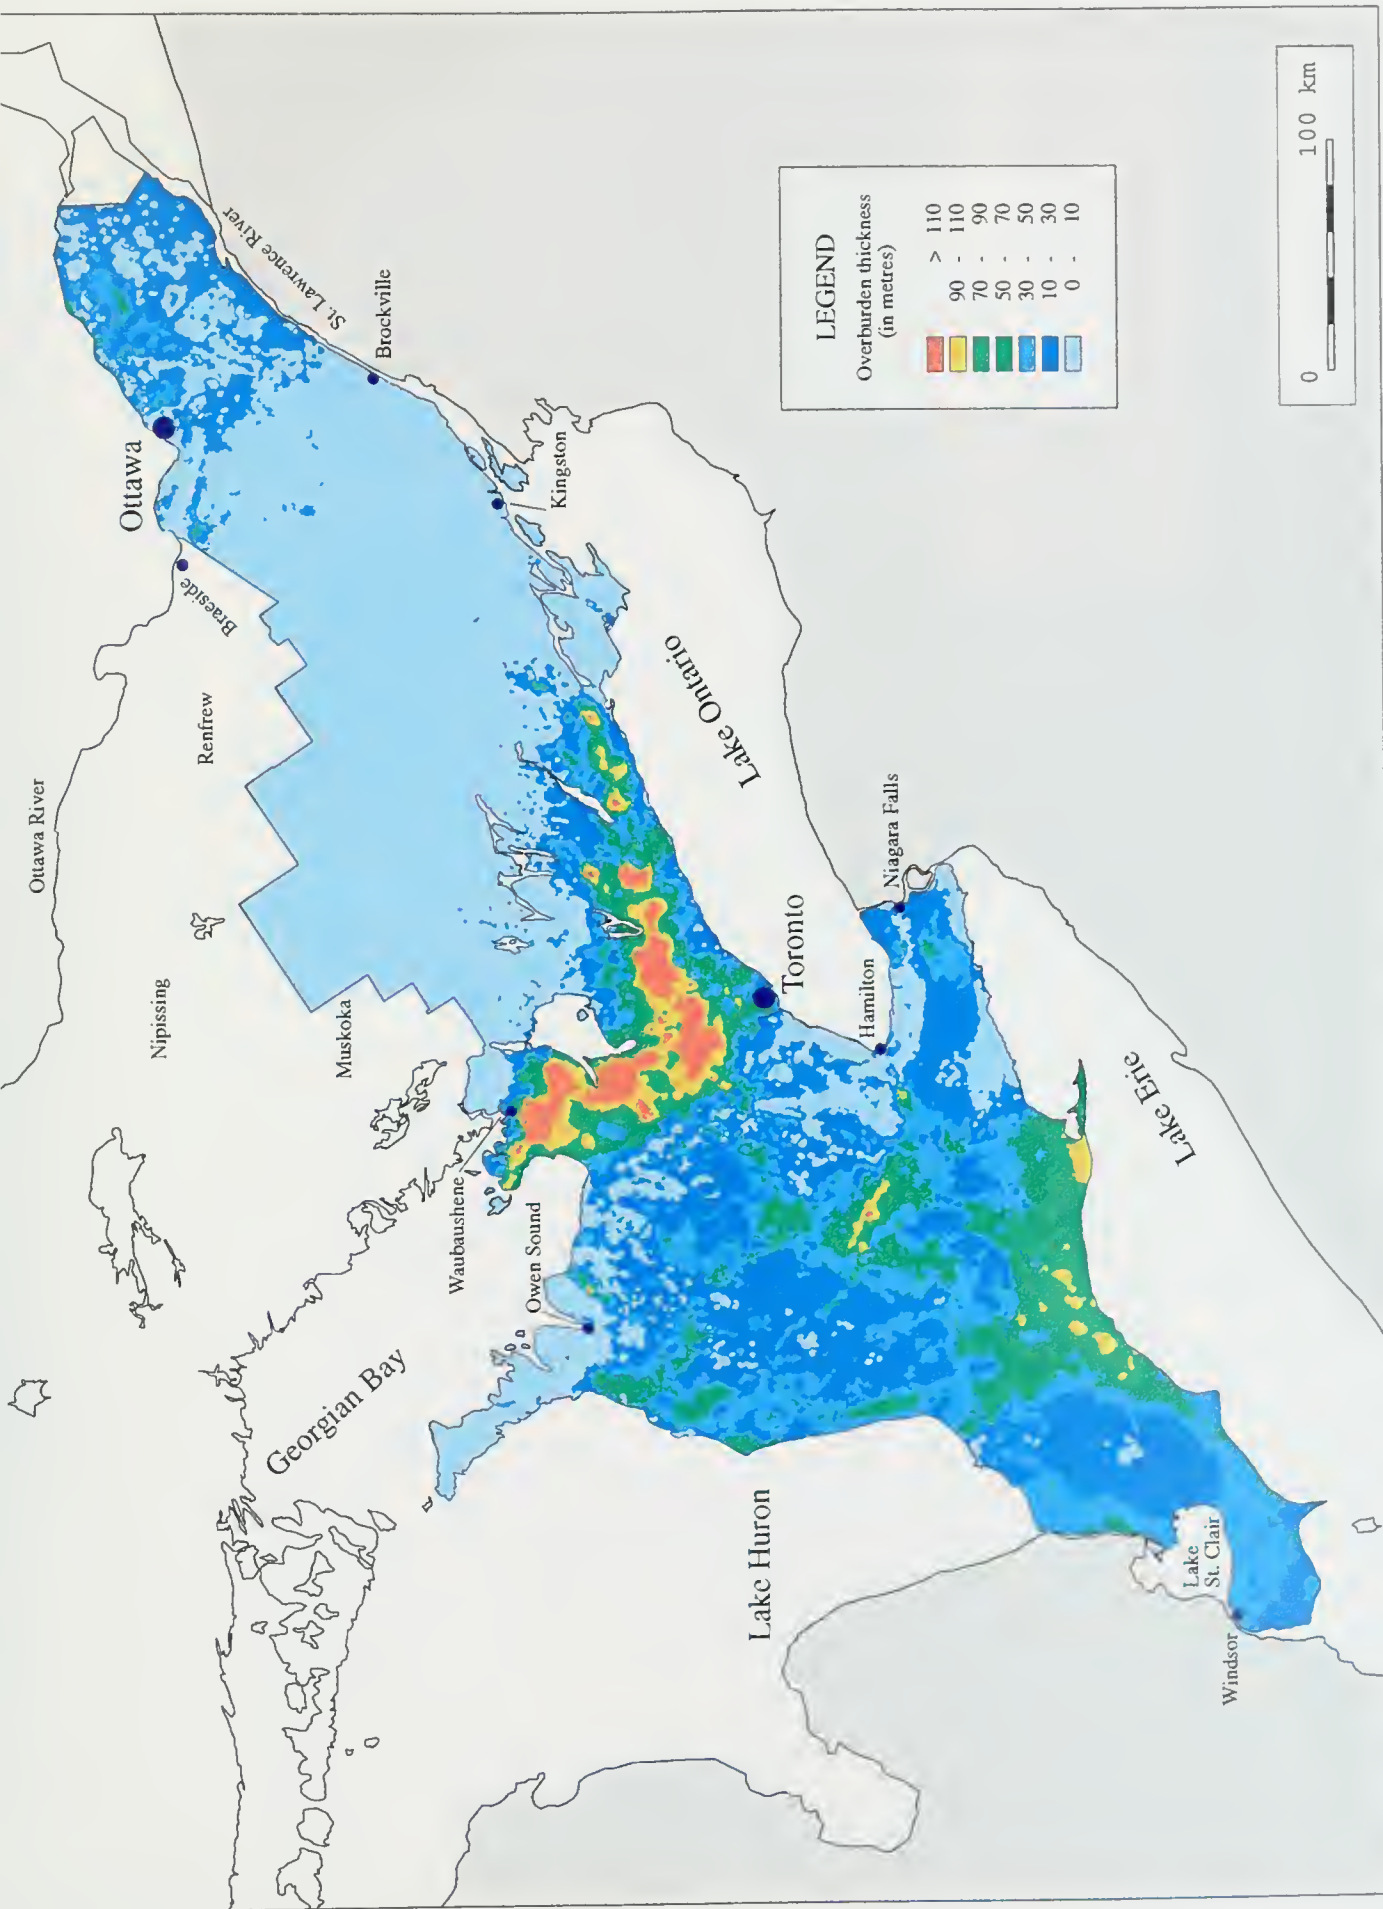 Ottawa River
Nipissing
Renfrew
Braeside
Ottawa
St. Lawrence River
Brockville
Kingston
Muskoka
Georgian Bay
Waubaushene
Owen Sound
Lake Ontario
Toronto
Hamilton
Niagara Falls
Lake Huron
Lake Erie
Lake
St. Clair
Windsor
LEGEND
Overburden thickness
(in metres)
> 110
90 - 110
70 - 90
50 - 70
30 - 50
10 - 30
0 - 10
0 100 km